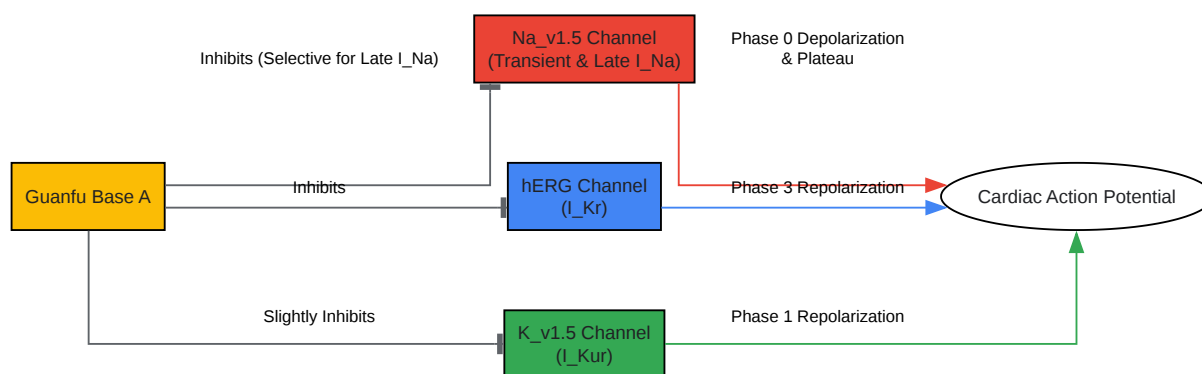 Inhibits (Selective for Late I_Na)
Na_v1.5 Channel
(Transient & Late I_Na)
Phase 0 Depolarization
& Plateau
Guanfu Base A
Inhibits
hERG Channel
(I_Kr)
Phase 3 Repolarization
Cardiac Action Potential
Slightly Inhibits
K_v1.5 Channel
(I_Kur)
Phase 1 Repolarization